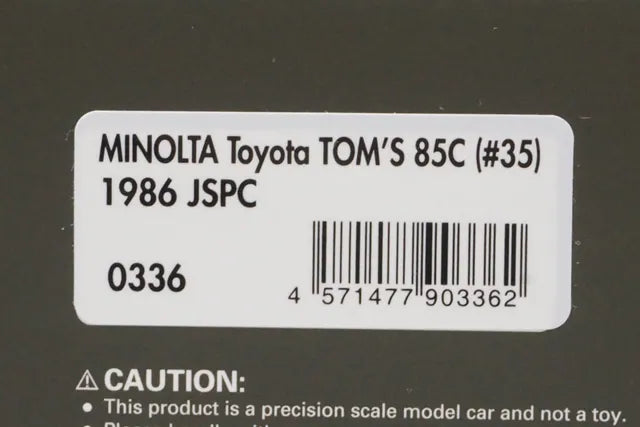 MINOLTA Toyota TOM'S 85C (#35)
1986 JSPC
0336
4 571477 903362
⚠ CAUTION:
• This product is a precision scale model car and not a toy.